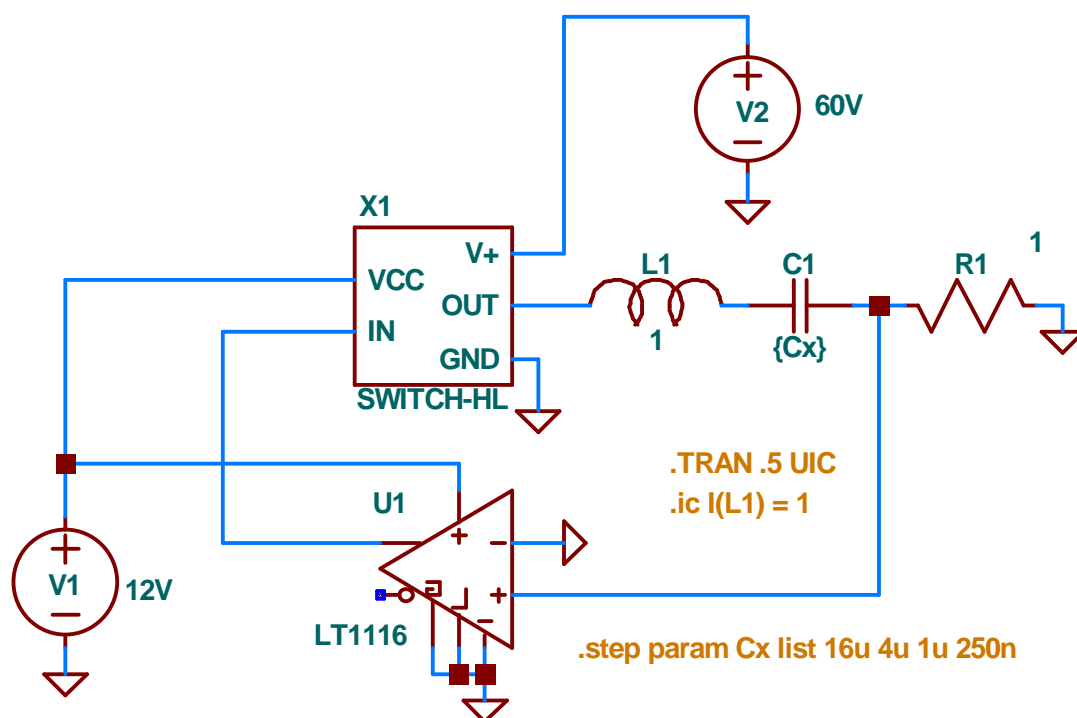 V2
60V
X1
V+
VCC
OUT
IN
GND
SWITCH-HL
L1
1
C1
{Cx}
R1
1
.TRAN .5 UIC
.ic I(L1) = 1
U1
V1
12V
LT1116
.step param Cx list 16u 4u 1u 250n